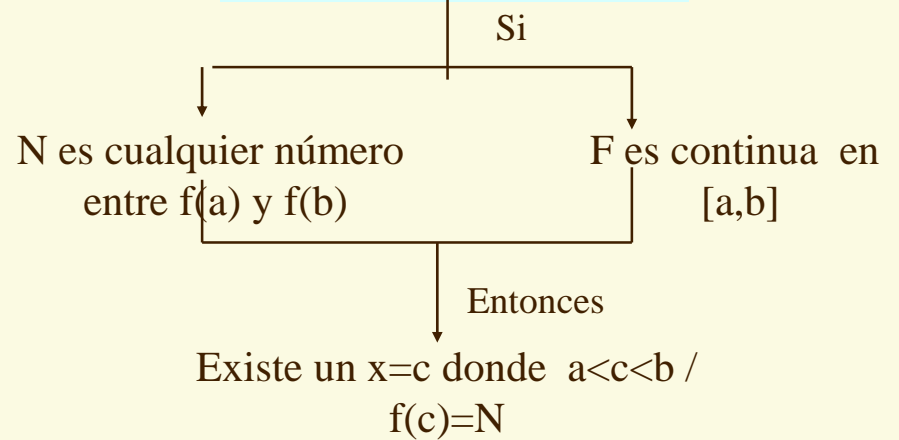 Si
N es cualquier número
entre f(a) y f(b)
F es continua en
[a,b]
Entonces
Existe un x=c donde a<c<b /
f(c)=N